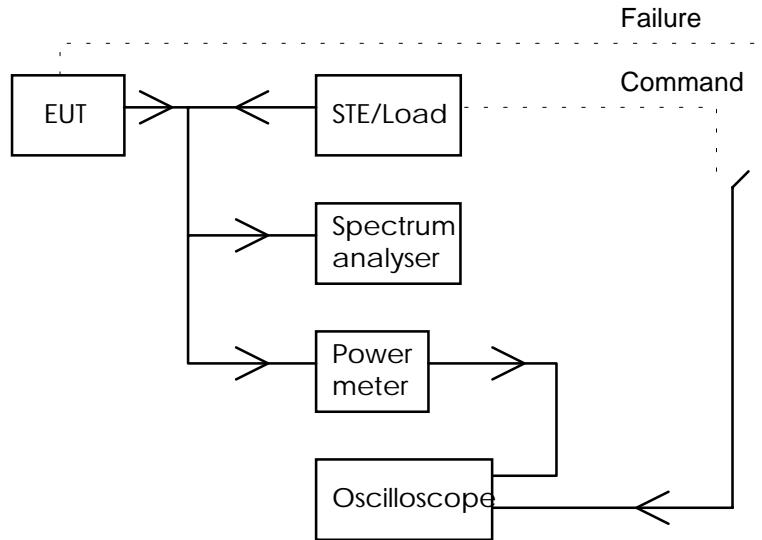 Failure
Command
EUT
STE/Load
Spectrum
analyser
Power
meter
Oscilloscope